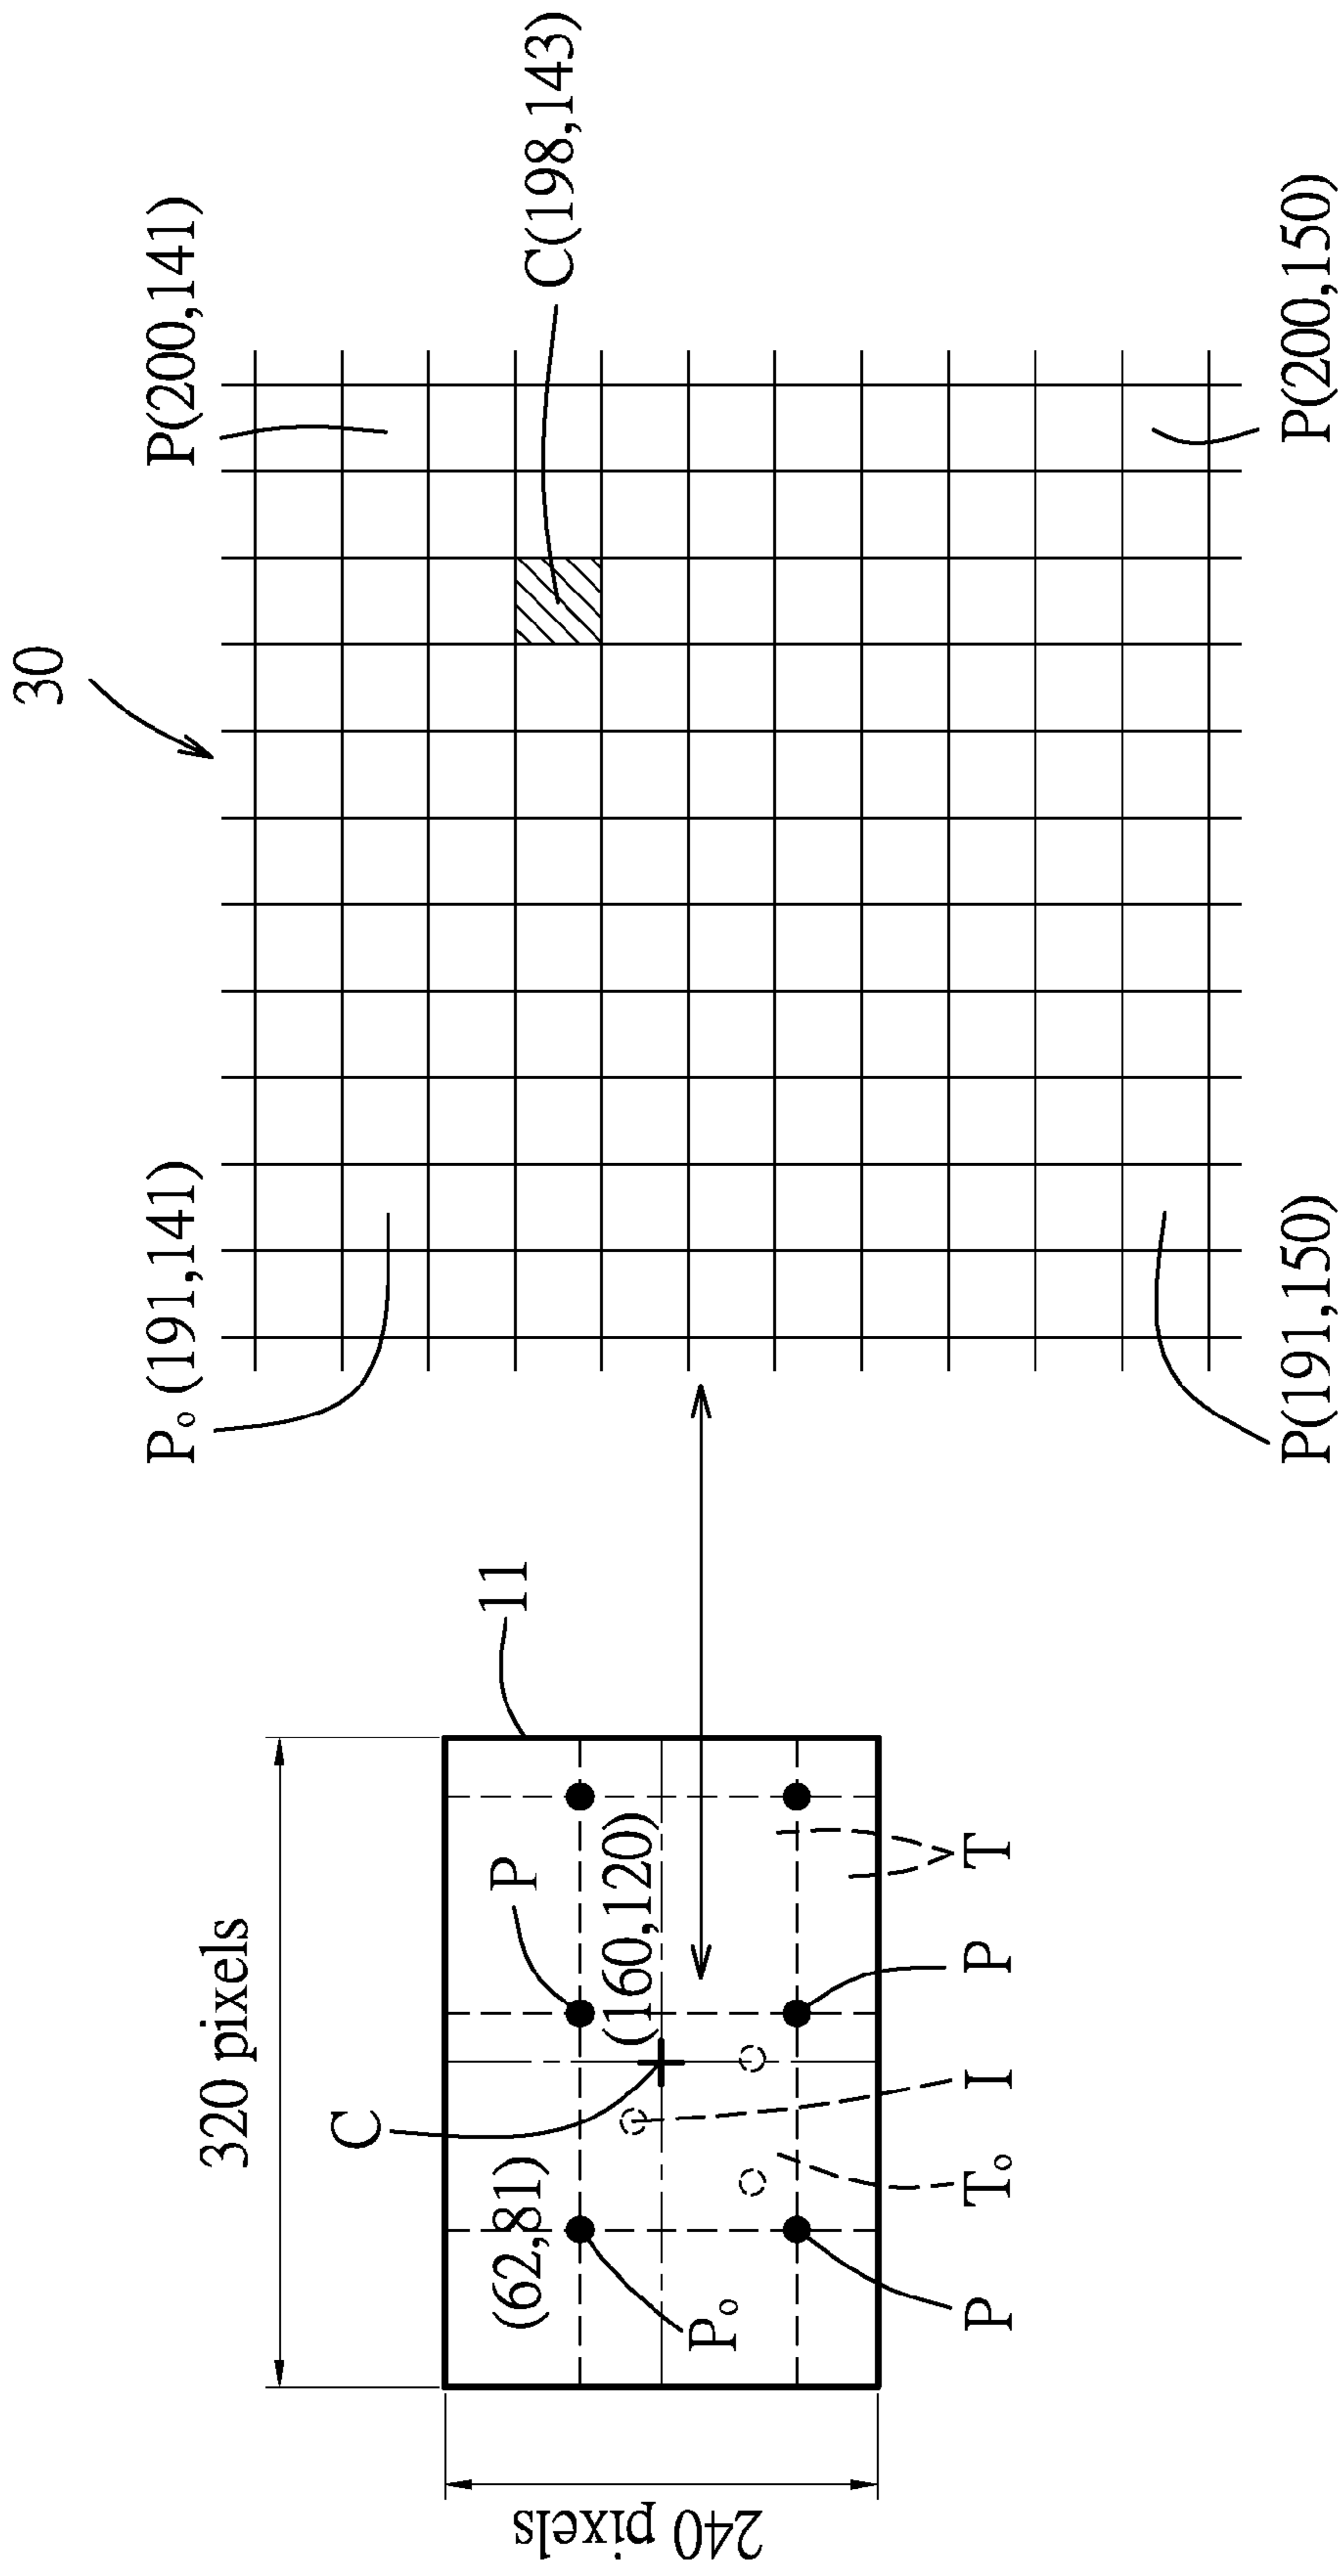 30
P₀ (191,141)
P(200,141)
C(198,143)
P(191,150)
P(200,150)
320 pixels
240 pixels
11
C
(62,81)
P
(160,120)
P₀
P
T₀
I
P
T